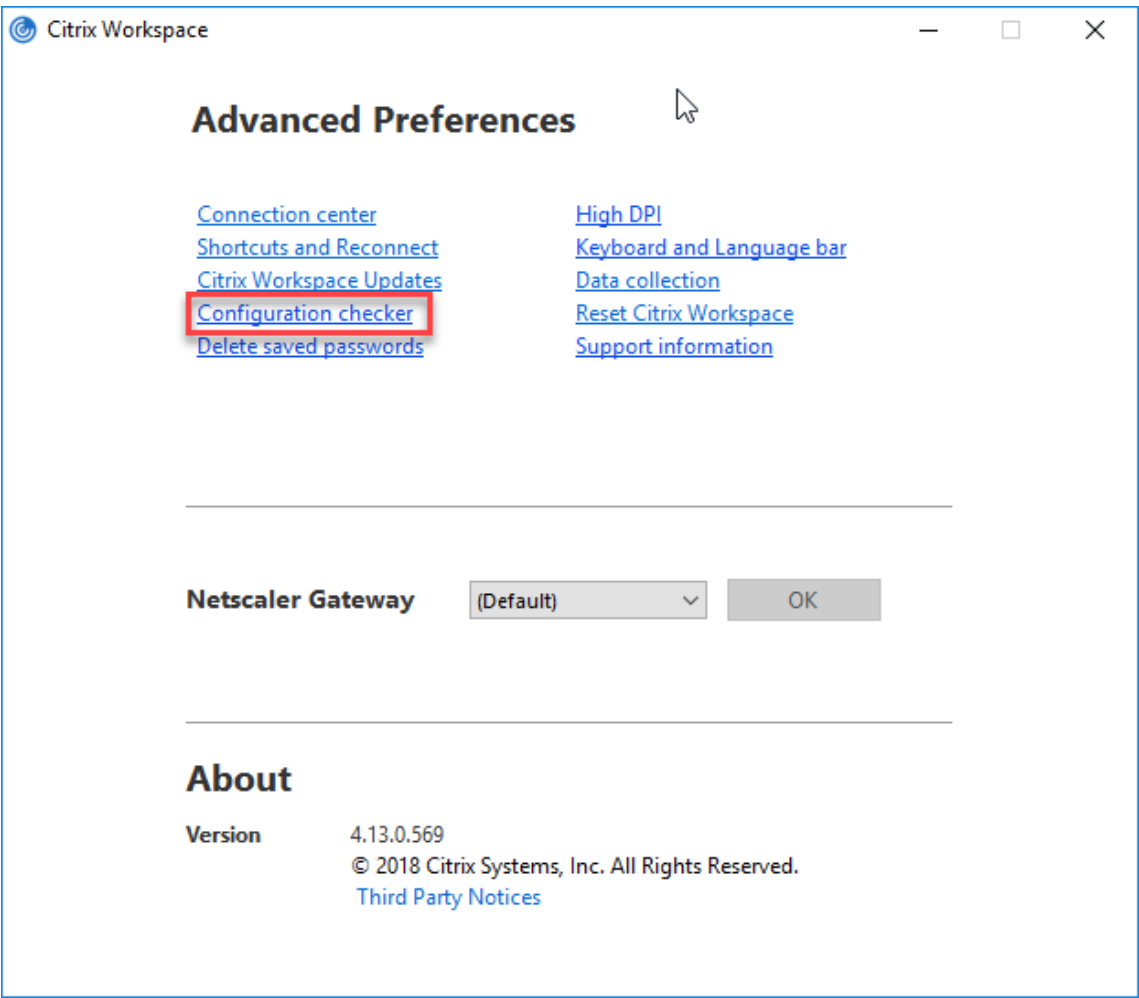 Citrix Workspace
Advanced Preferences
Connection center
Shortcuts and Reconnect
Citrix Workspace Updates
Configuration checker
Delete saved passwords
High DPI
Keyboard and Language bar
Data collection
Reset Citrix Workspace
Support information
Netscaler Gateway (Default) OK
About
Version 4.13.0.569
© 2018 Citrix Systems, Inc. All Rights Reserved.
Third Party Notices